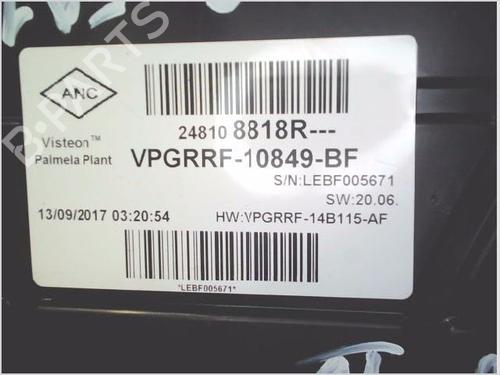 ANC
Visteon™
Palmela Plant
24810 8818R---
VPGRRF-10849-BF
S/N:LEBF005671
SW:20.06.
13/09/2017 03:20:54
HW:VPGRRF-14B115-AF
*LEBF005671*
B-PARTS